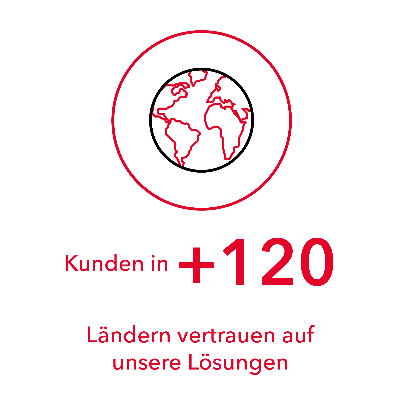 Kunden in +120
Ländern vertrauen auf
unsere Lösungen